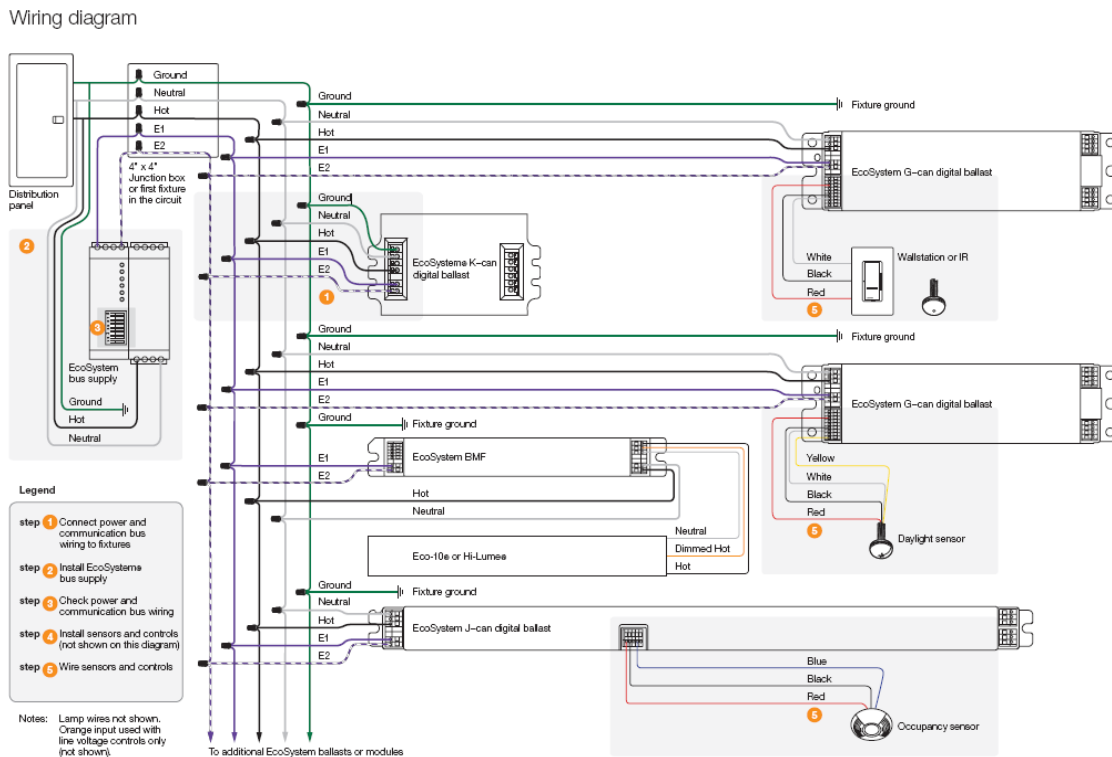 Wiring diagram
Ground
Neutral
Hot
E1
E2
4" x 4"
Junction box
or first fixture
in the circuit
Distribution
panel
2
3
EcoSystem
bus supply
Ground
Hot
Neutral
Ground
Fixture ground
Neutral
Hot
E1
E2
EcoSystem G-can digital ballast
White
Black
Red
5
Wallstation or IR
Ground
Neutral
Hot
E1
E2
1
EcoSystem® K-can
digital ballast
Ground
Fixture ground
Neutral
Hot
E1
E2
EcoSystem G-can digital ballast
Yellow
White
Black
Red
5
Daylight sensor
Ground
Fixture ground
E1
E2
EcoSystem BMF
Hot
Neutral
Eco-10® or Hi-Lume®
Neutral
Dimmed Hot
Hot
Ground
Fixture ground
Neutral
Hot
E1
E2
EcoSystem J-can digital ballast
Blue
Black
Red
5
Occupancy sensor
To additional EcoSystem ballasts or modules
Legend
step 1 Connect power and
communication bus
wiring to fixtures
step 2 Install EcoSystem®
bus supply
step 3 Check power and
communication bus wiring
step 4 Install sensors and controls
(not shown on this diagram)
step 5 Wire sensors and controls
Notes: Lamp wires not shown.
Orange input used with
line voltage controls only
(not shown).